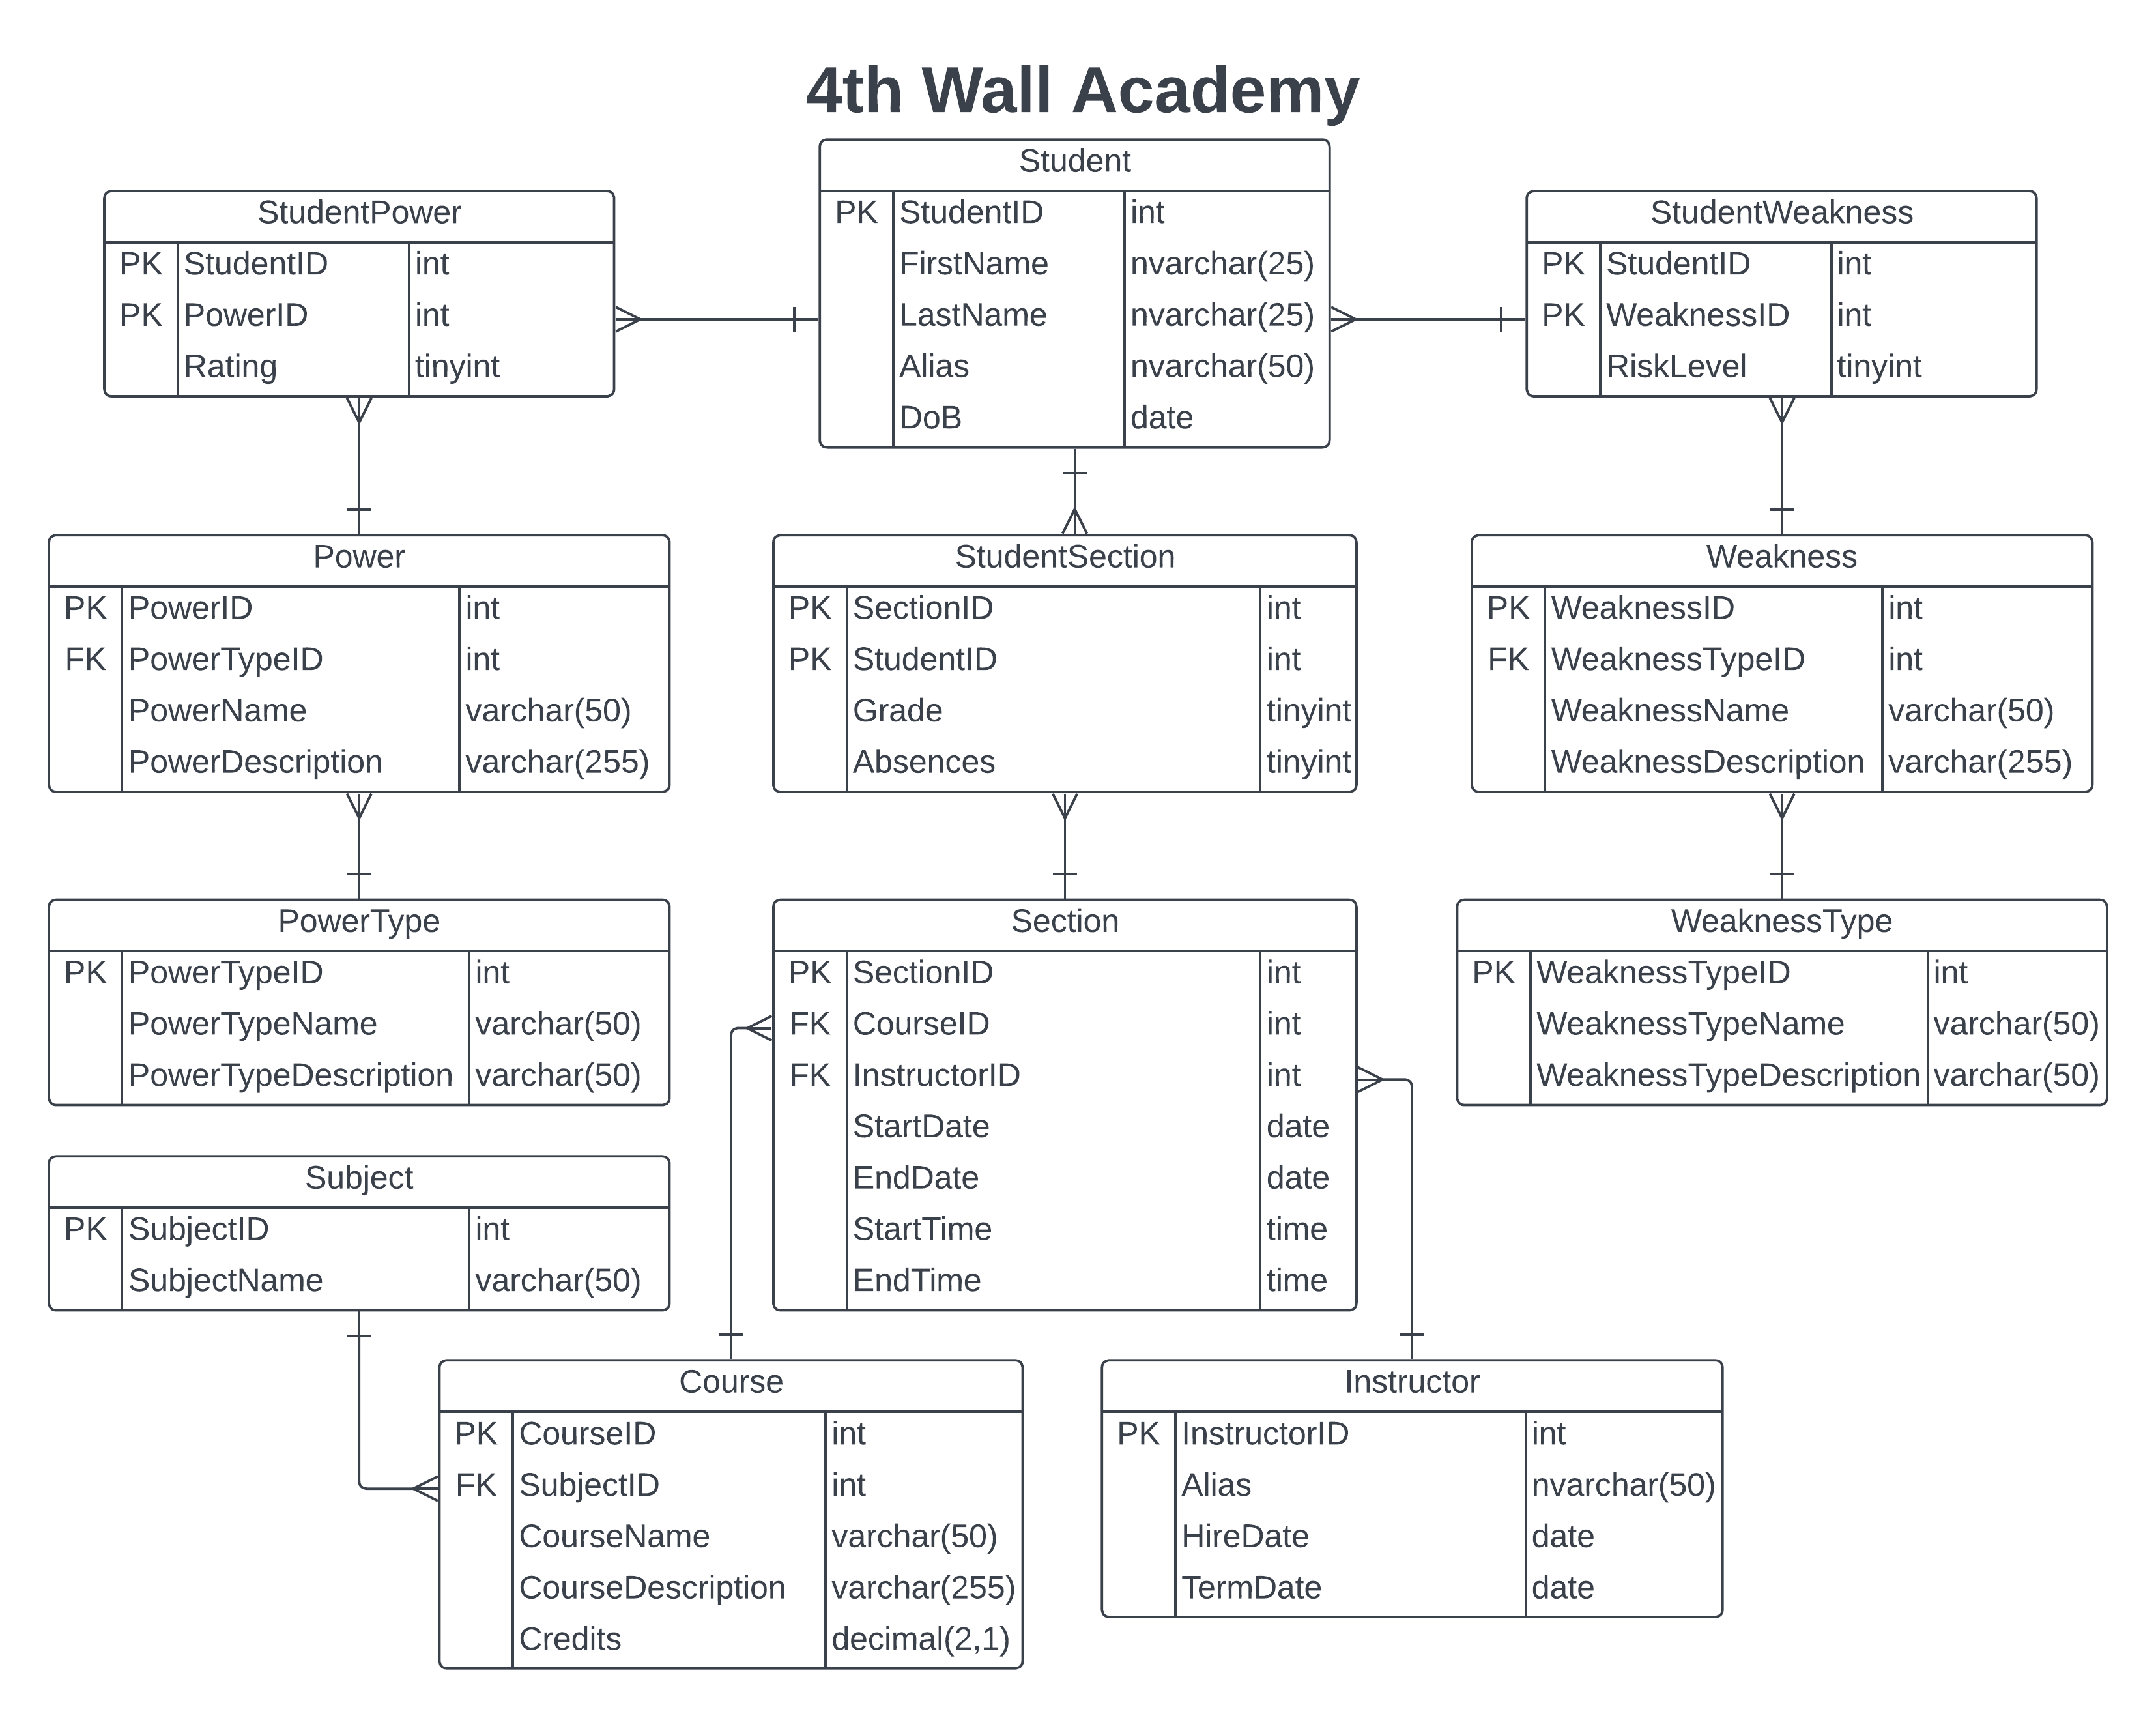 4th Wall Academy
Student
PK StudentID int
FirstName nvarchar(25)
LastName nvarchar(25)
Alias nvarchar(50)
DoB date
StudentPower
PK StudentID int
PK PowerID int
Rating tinyint
StudentWeakness
PK StudentID int
PK WeaknessID int
RiskLevel tinyint
Power
PK PowerID int
FK PowerTypeID int
PowerName varchar(50)
PowerDescription varchar(255)
StudentSection
PK SectionID int
PK StudentID int
Grade tinyint
Absences tinyint
Weakness
PK WeaknessID int
FK WeaknessTypeID int
WeaknessName varchar(50)
WeaknessDescription varchar(255)
PowerType
PK PowerTypeID int
PowerTypeName varchar(50)
PowerTypeDescription varchar(50)
Section
PK SectionID int
FK CourseID int
FK InstructorID int
StartDate date
EndDate date
StartTime time
EndTime time
WeaknessType
PK WeaknessTypeID int
WeaknessTypeName varchar(50)
WeaknessTypeDescription varchar(50)
Subject
PK SubjectID int
SubjectName varchar(50)
Course
PK CourseID int
FK SubjectID int
CourseName varchar(50)
CourseDescription varchar(255)
Credits decimal(2,1)
Instructor
PK InstructorID int
Alias nvarchar(50)
HireDate date
TermDate date